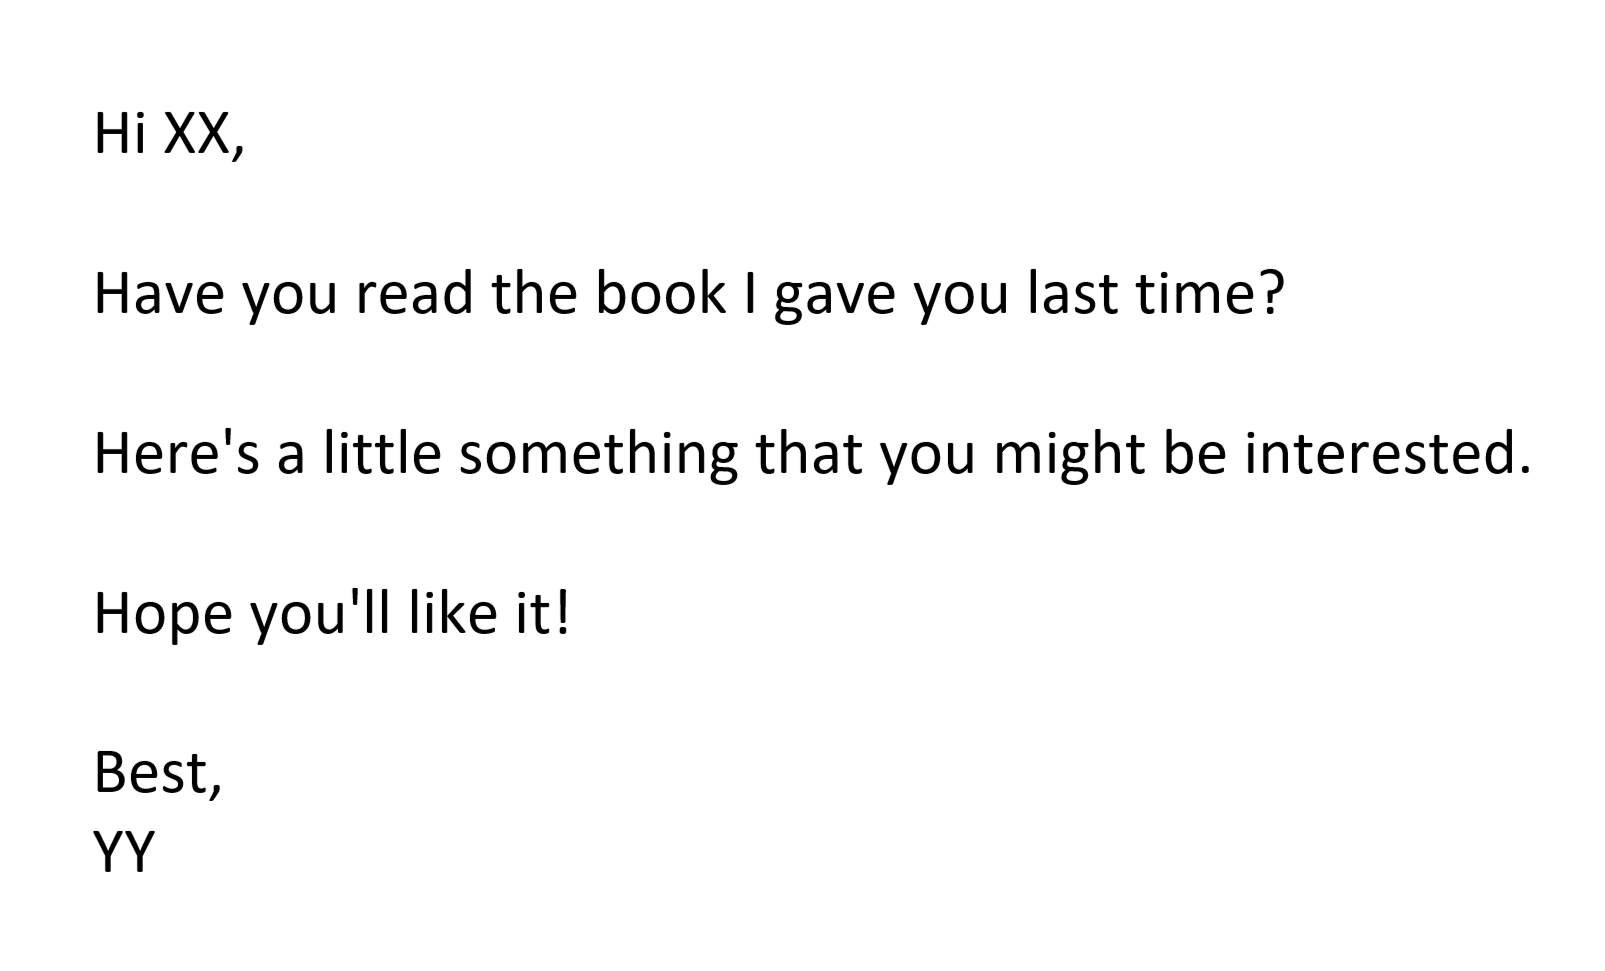 Hi XX,
Have you read the book I gave you last time?
Here's a little something that you might be interested.
Hope you'll like it!
Best,
YY